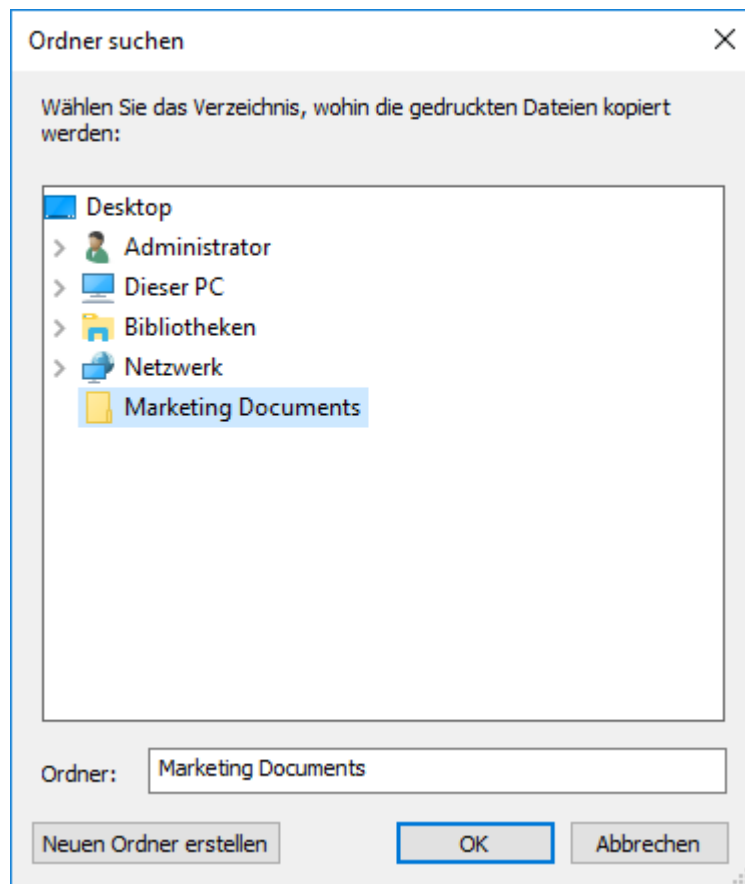 Ordner suchen
Wählen Sie das Verzeichnis, wohin die gedruckten Dateien kopiert
werden:
Desktop
Administrator
Dieser PC
Bibliotheken
Netzwerk
Marketing Documents
Ordner: Marketing Documents
Neuen Ordner erstellen OK Abbrechen